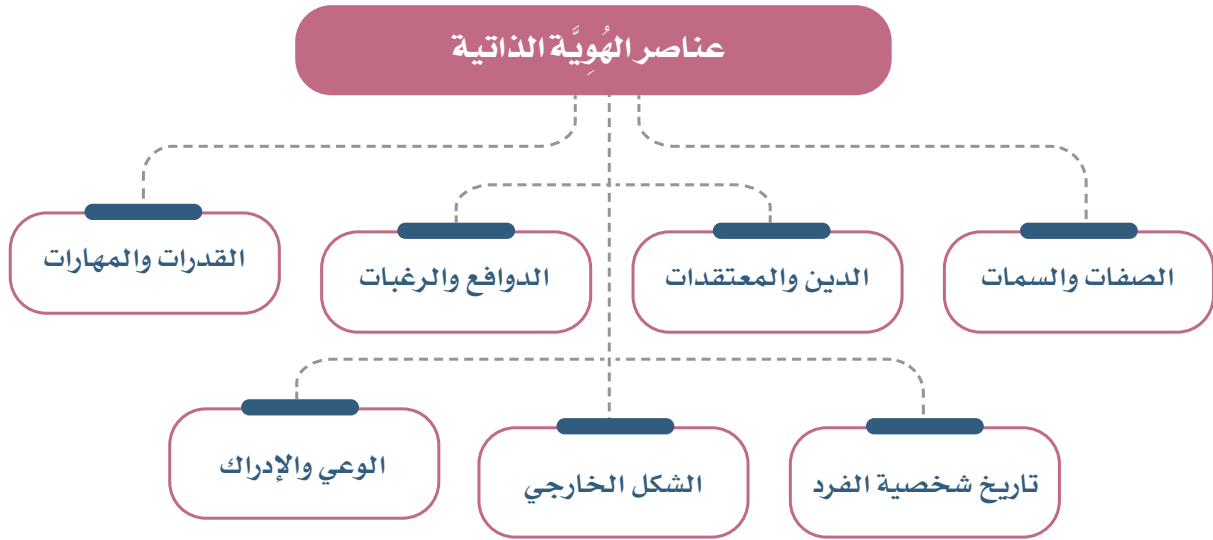 عناصر الهُوِيَّة الذاتية
الصفات والسمات
الدين والمعتقدات
الدوافع والرغبات
القدرات والمهارات
تاريخ شخصية الفرد
الشكل الخارجي
الوعي والإدراك